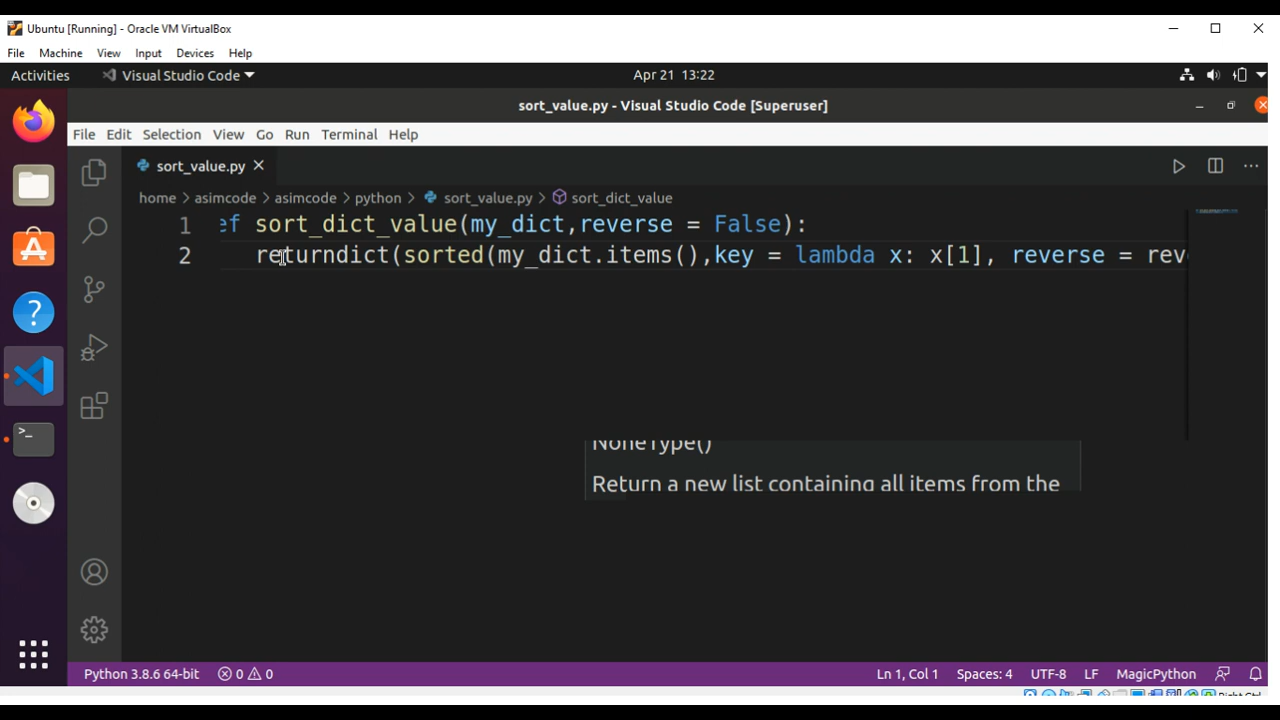 Ubuntu [Running] - Oracle VM VirtualBox
File Machine View Input Devices Help
Activities Visual Studio Code Apr 21 13:22
sort_value.py - Visual Studio Code [Superuser]
File Edit Selection View Go Run Terminal Help
sort_value.py
home > asimcode > asimcode > python > sort_value.py > sort_dict_value
1 ef sort_dict_value(my_dict,reverse = False):
2 returndict(sorted(my_dict.items(),key = lambda x: x[1], reverse = rev
NoneType()
Return a new list containing all items from the
Python 3.8.6 64-bit 0 0 Ln 1, Col 1 Spaces: 4 UTF-8 LF MagicPython
Right Ctrl